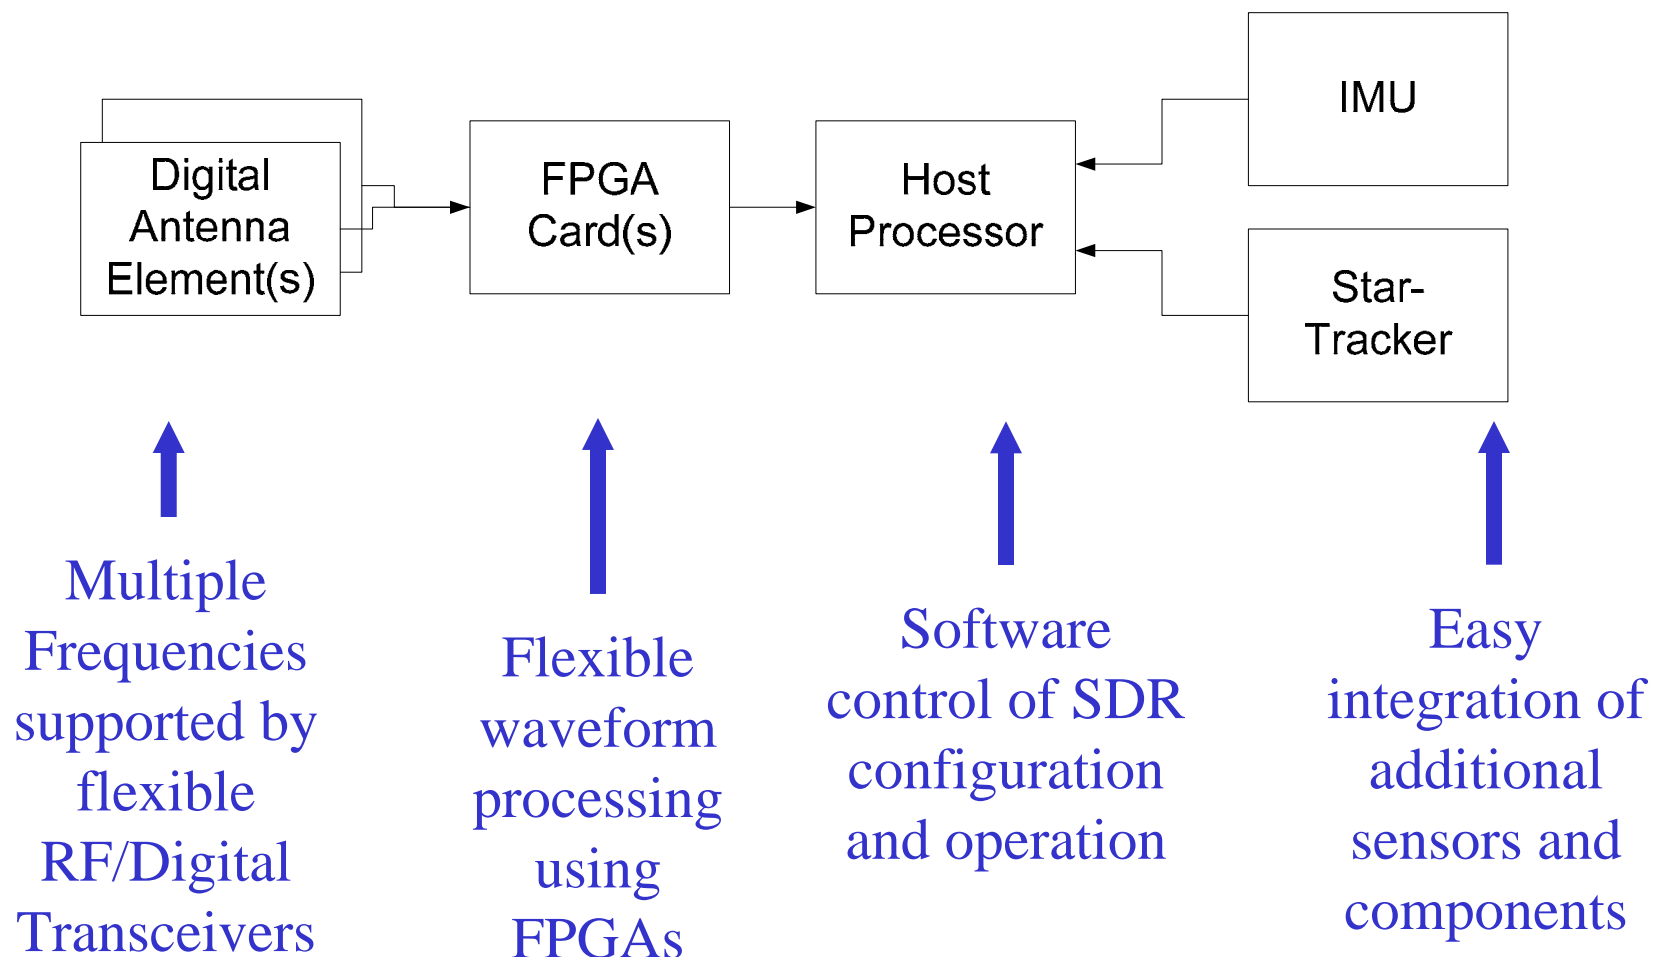 Digital
Antenna
Element(s)
FPGA
Card(s)
Host
Processor
IMU
Star-
Tracker
Multiple
Frequencies
supported by
flexible
RF/Digital
Transceivers
Flexible
waveform
processing
using
FPGAs
Software
control of SDR
configuration
and operation
Easy
integration of
additional
sensors and
components